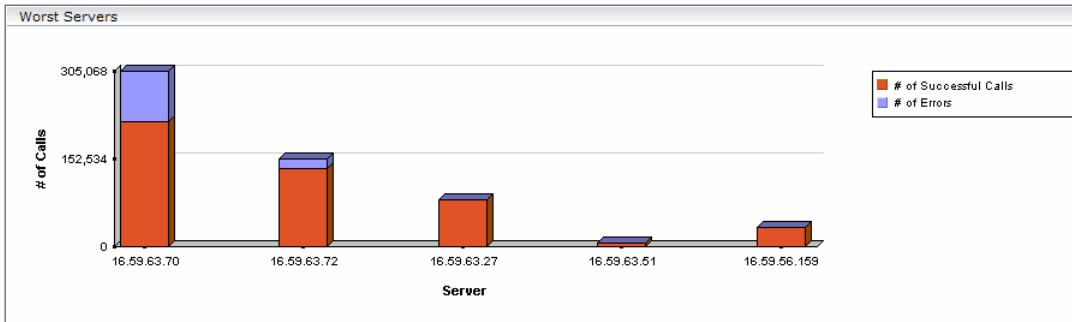 Worst Servers
305,068
152,534
0
# of Calls
16.59.63.70
16.59.63.72
16.59.63.27
16.59.63.51
16.59.56.159
Server
# of Successful Calls
# of Errors